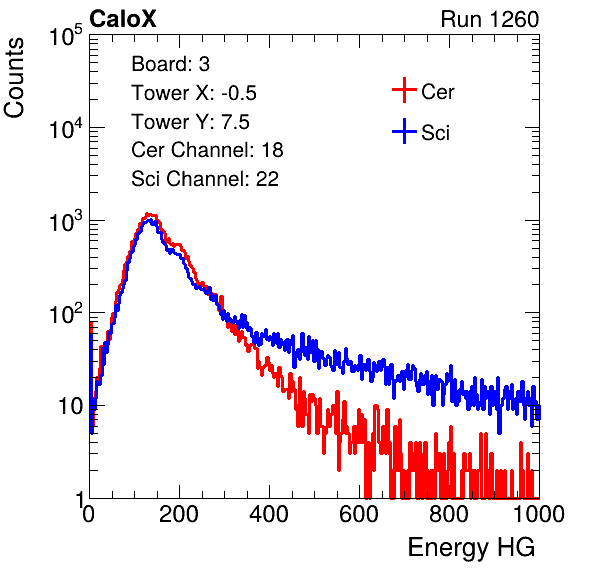 CaloX Run 1260
Counts
10^5
10^4
10^3
10^2
10
1
Board: 3
Tower X: -0.5
Tower Y: 7.5
Cer Channel: 18
Sci Channel: 22
Cer
Sci
0 200 400 600 800 1000
Energy HG